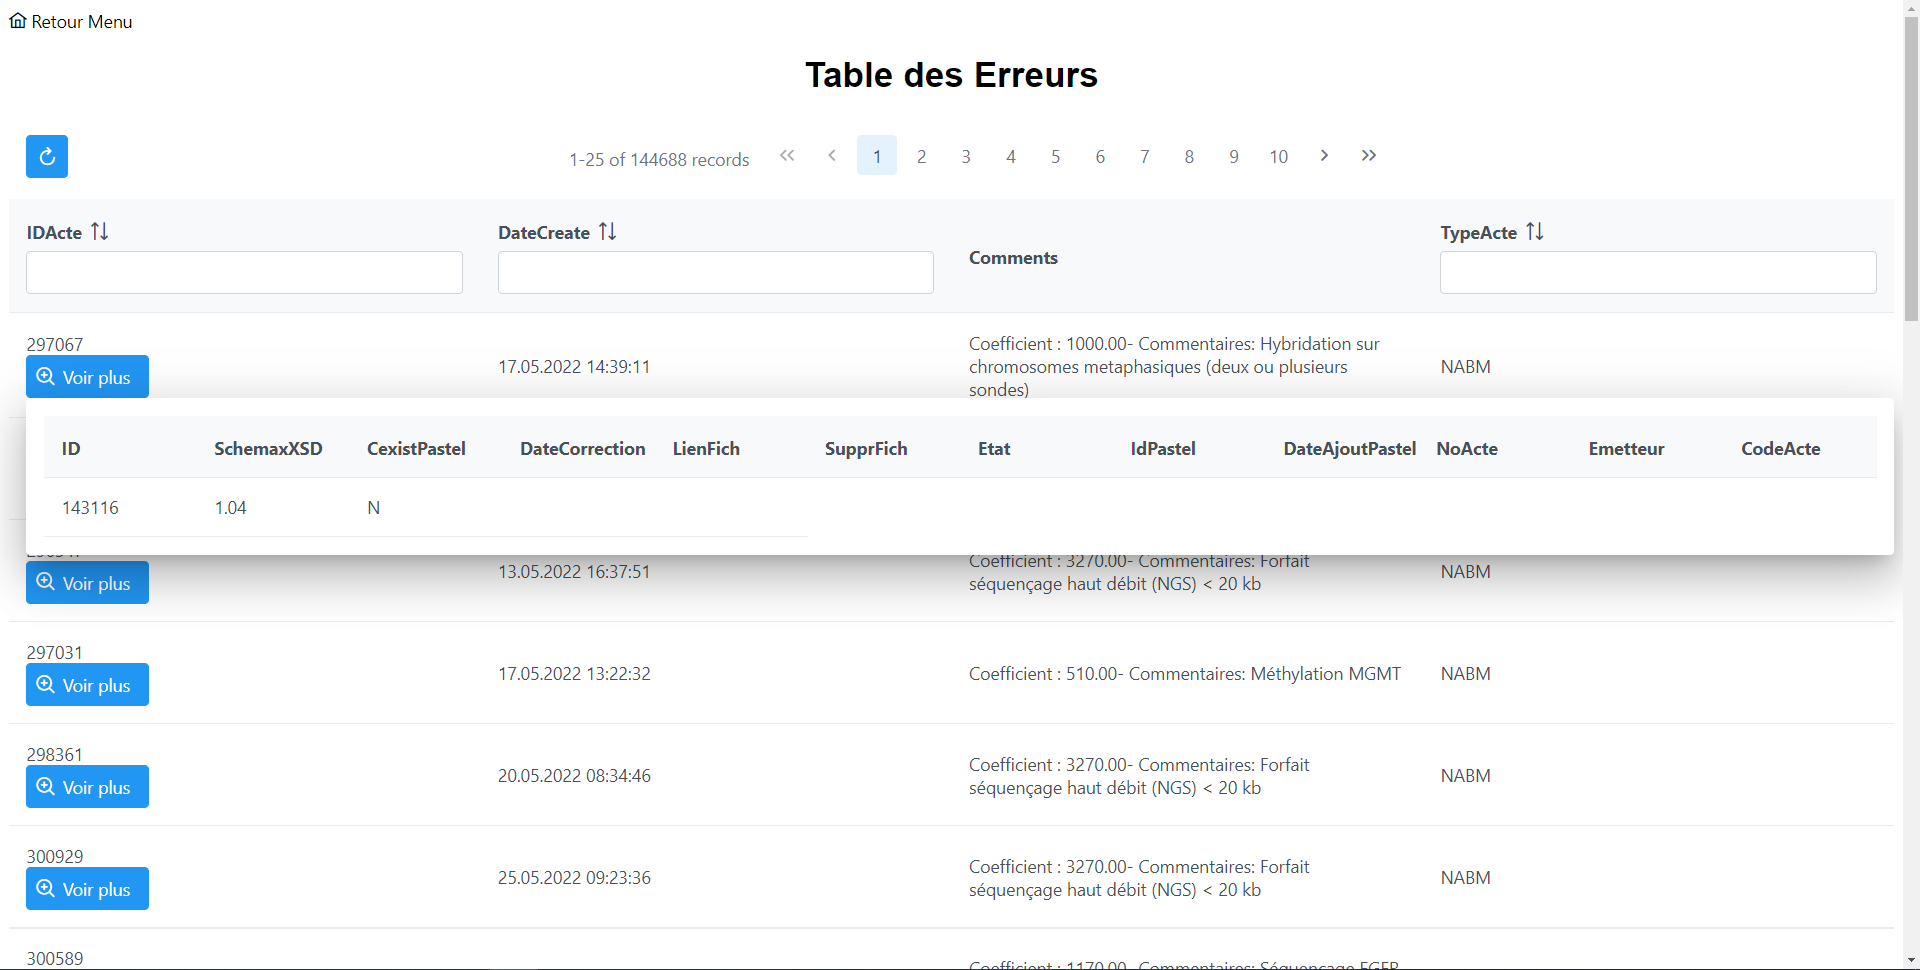 Retour Menu
Table des Erreurs
1-25 of 144688 records
1 2 3 4 5 6 7 8 9 10
IDActe DateCreate Comments TypeActe
297067
Voir plus
17.05.2022 14:39:11
Coefficient : 1000.00- Commentaires: Hybridation sur
chromosomes metaphasiques (deux ou plusieurs
sondes)
NABM
ID SchemaxXSD CexistPastel DateCorrection LienFich SupprFich Etat IdPastel DateAjoutPastel NoActe Emetteur CodeActe
143116 1.04 N
Voir plus
13.05.2022 16:37:51
Coefficient : 3270.00- Commentaires: Forfait
séquençage haut débit (NGS) < 20 kb
NABM
297031
Voir plus
17.05.2022 13:22:32
Coefficient : 510.00- Commentaires: Méthylation MGMT
NABM
298361
Voir plus
20.05.2022 08:34:46
Coefficient : 3270.00- Commentaires: Forfait
séquençage haut débit (NGS) < 20 kb
NABM
300929
Voir plus
25.05.2022 09:23:36
Coefficient : 3270.00- Commentaires: Forfait
séquençage haut débit (NGS) < 20 kb
NABM
300589
Coefficient : 1170.00- Commentaires: Séquençage EGFR